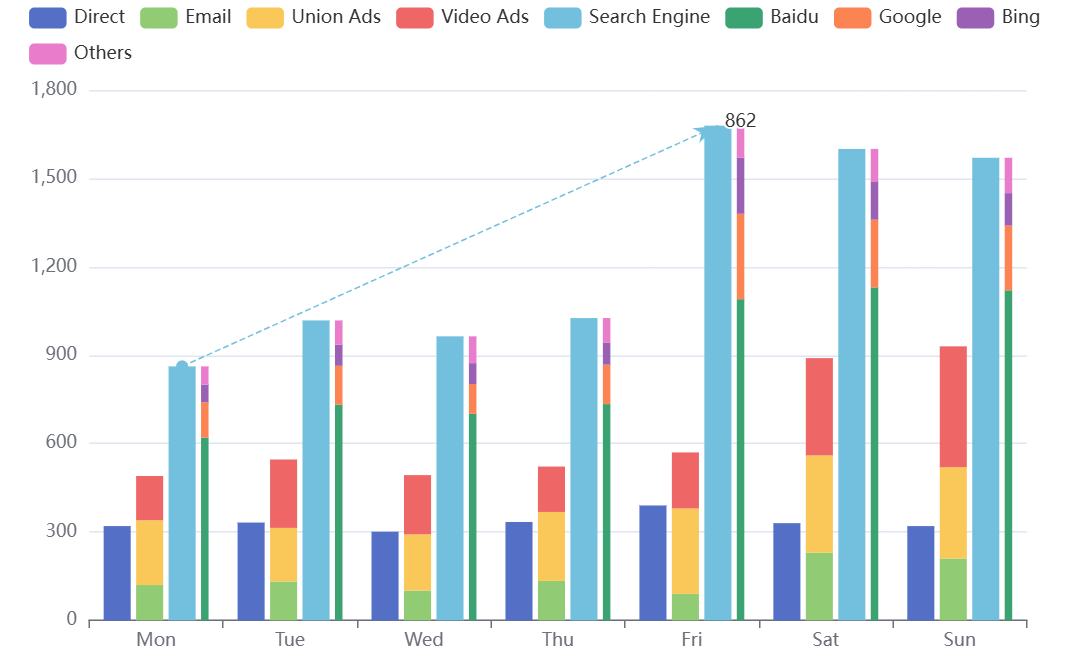 Direct Email Union Ads Video Ads Search Engine Baidu Google Bing
Others
1,800
862
1,500
1,200
900
600
300
0
Mon Tue Wed Thu Fri Sat Sun